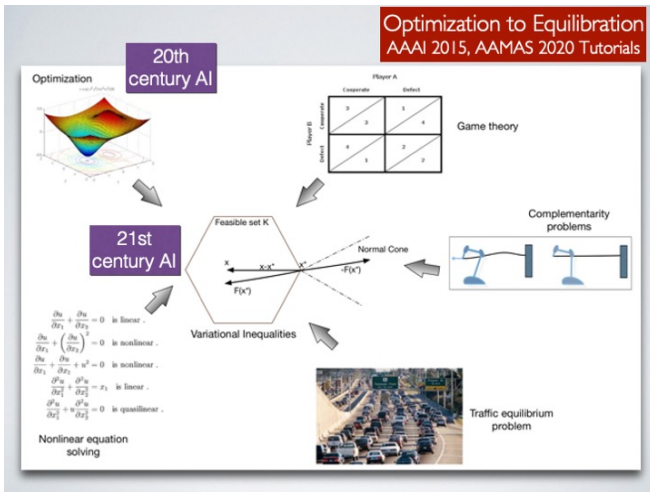 Optimization to Equilibration
AAAI 2015, AAMAS 2020 Tutorials
20th
century AI
Optimization
Player A
Cooperate Defect
Player B
Cooperate
Defect
3 1
3 4
4 2
1 2
Game theory
21st
century AI
Feasible set K
Normal Cone
x x-x* x* -F(x*)
F(x*)
Variational Inequalities
Complementarity
problems
∂u/∂x₁ + ∂u/∂x₂ = 0 is linear .
∂u/∂x₁ + (∂u/∂x₂)² = 0 is nonlinear .
∂u/∂x₁ + ∂u/∂x₂ + u² = 0 is nonlinear .
∂²u/∂x₁² + ∂²u/∂x₂² = x₁ is linear .
∂²u/∂x₁² + u ∂²u/∂x₂² = 0 is quasilinear .
Nonlinear equation
solving
Traffic equilibrium
problem